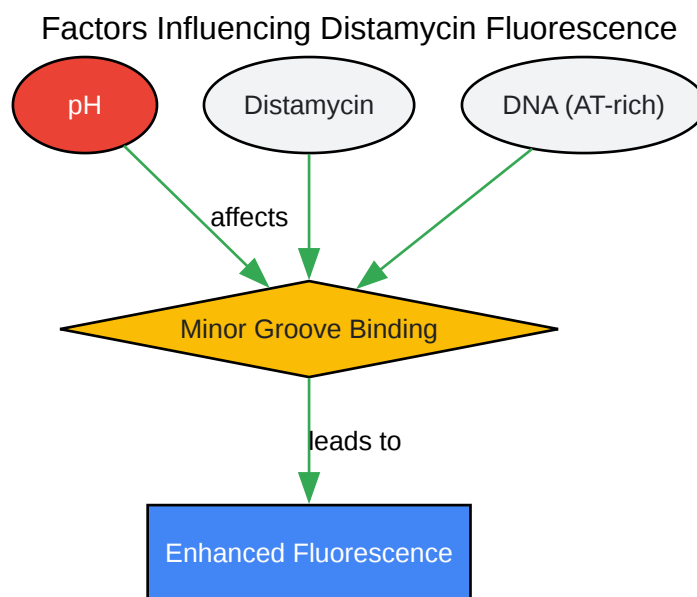 Factors Influencing Distamycin Fluorescence
pH
Distamycin
DNA (AT-rich)
affects
Minor Groove Binding
leads to
Enhanced Fluorescence